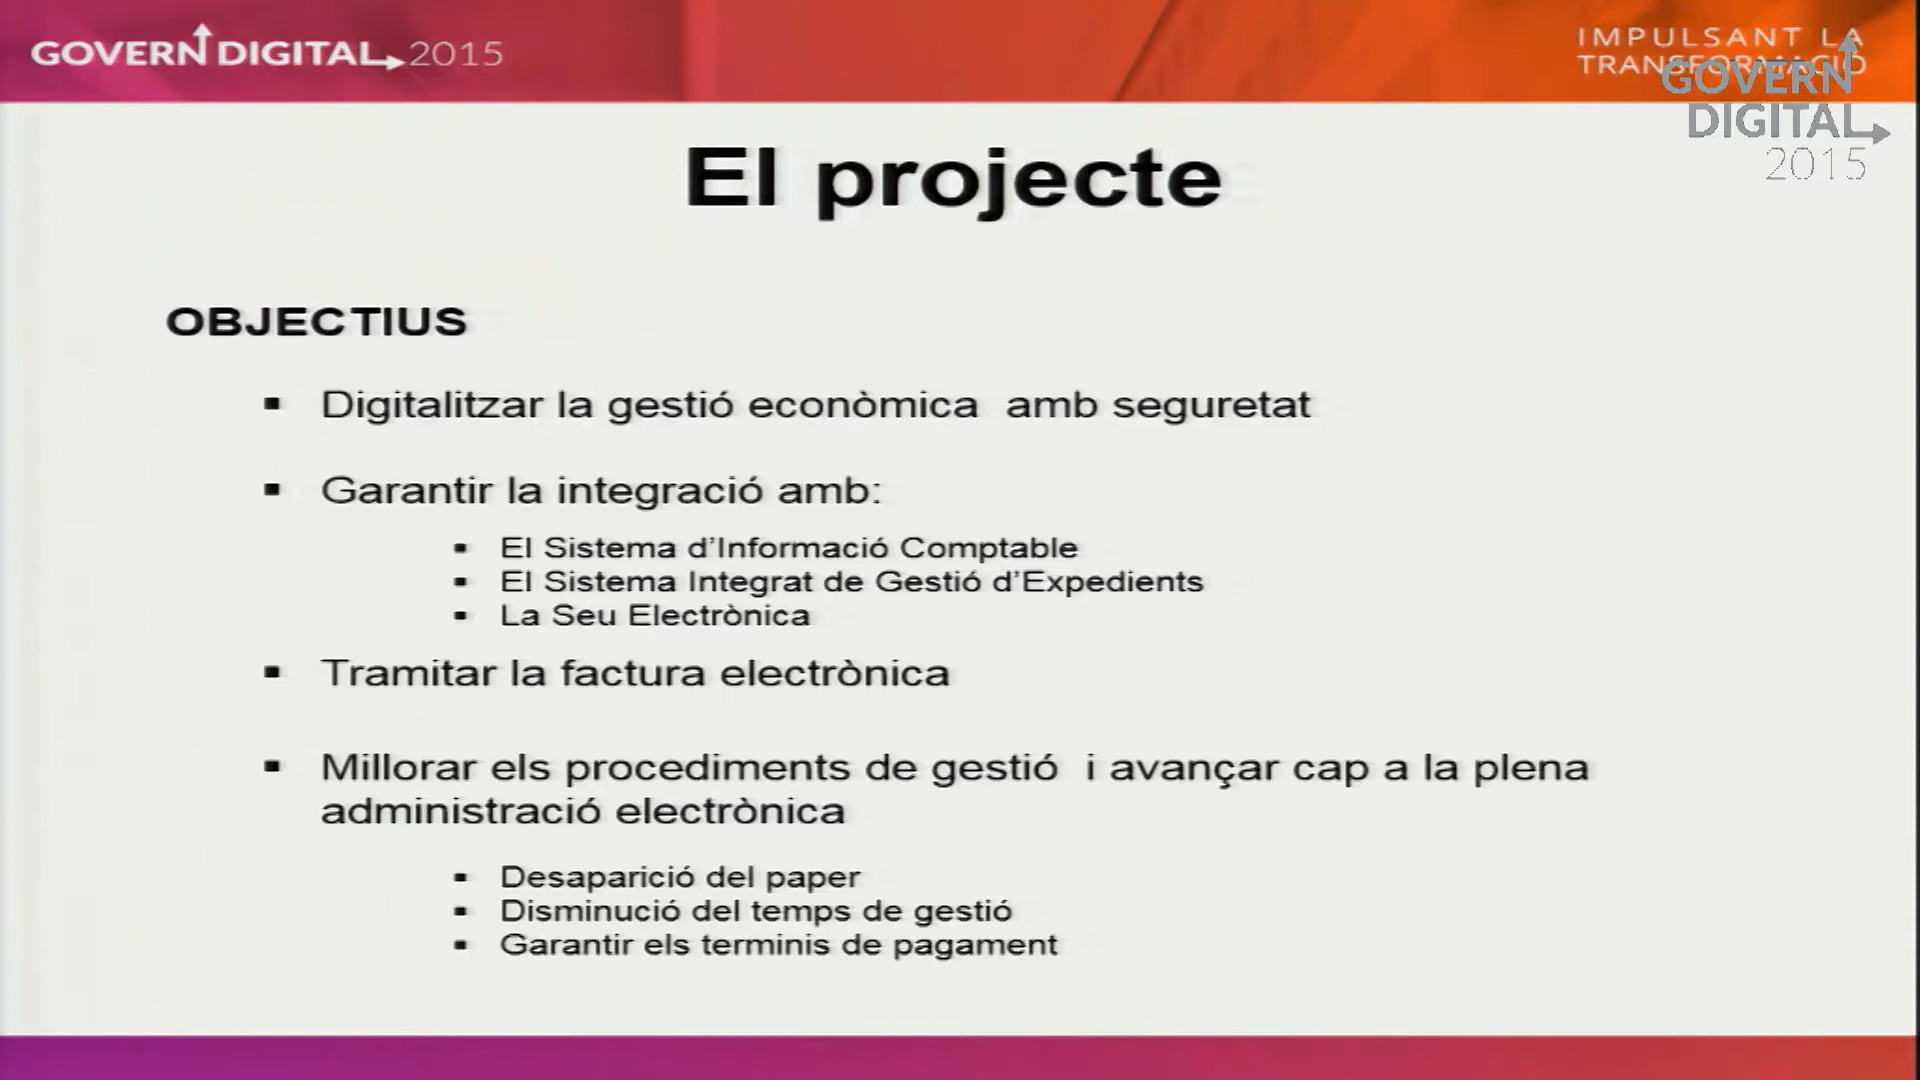 GOVERN DIGITAL 2015
IMPULSANT LA
TRANSFORMACIÓ
GOVERN
DIGITAL
2015
El projecte
OBJECTIUS
▪ Digitalitzar la gestió econòmica amb seguretat
▪ Garantir la integració amb:
▪ El Sistema d’Informació Comptable
▪ El Sistema Integrat de Gestió d’Expedients
▪ La Seu Electrònica
▪ Tramitar la factura electrònica
▪ Millorar els procediments de gestió i avançar cap a la plena
administració electrònica
▪ Desaparició del paper
▪ Disminució del temps de gestió
▪ Garantir els terminis de pagament